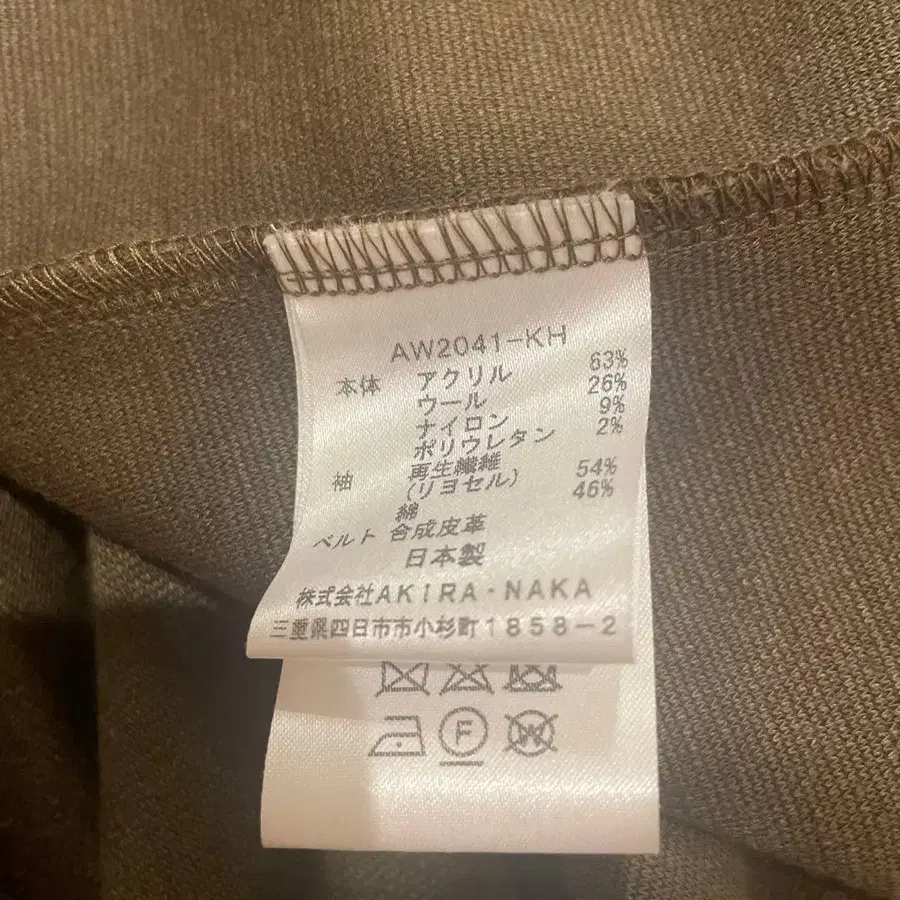 AW2041-KH
本体 アクリル 63%
ウール 26%
ナイロン 9%
ポリウレタン 2%
袖 再生繊維
(リヨセル) 54%
綿 46%
ベルト 合成皮革
日本製
株式会社AKIRA・NAKA
三重県四日市市小杉町1858-2
F
W